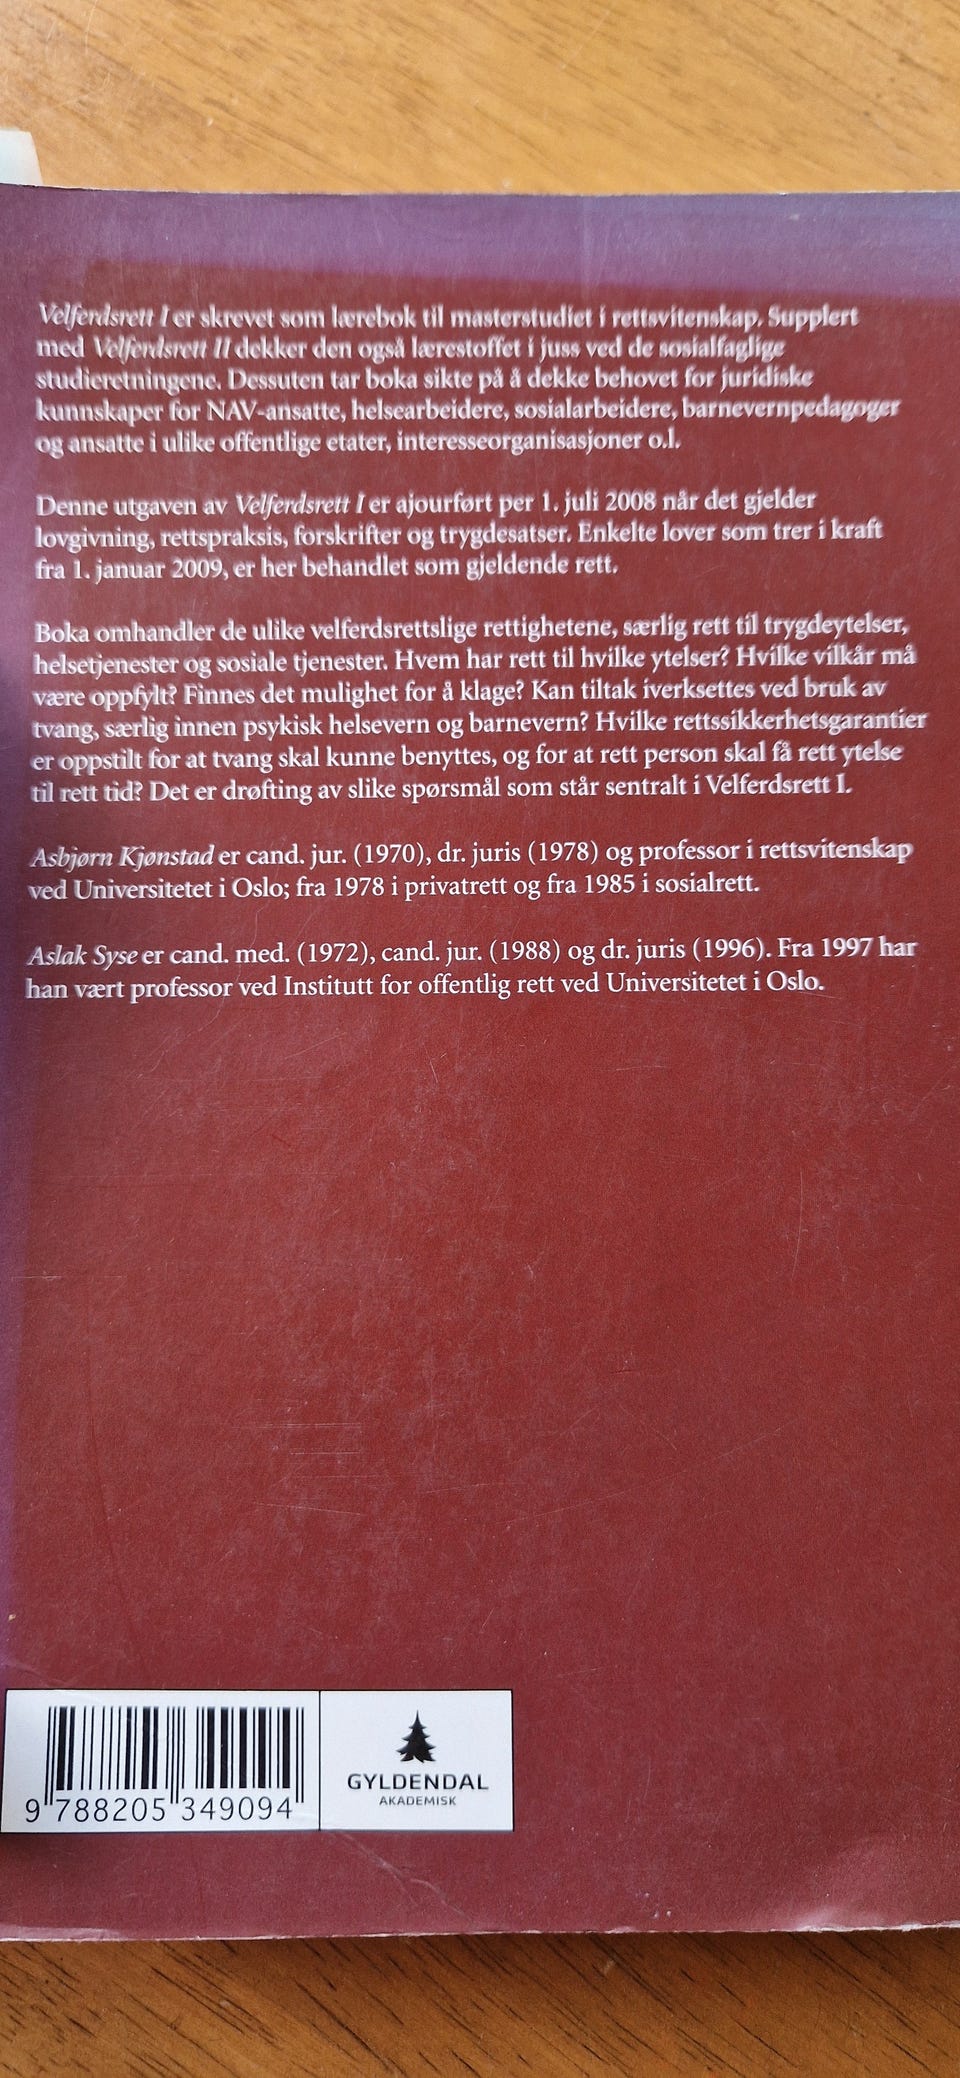 Velferdsrett I er skrevet som lærebok til masterstudiet i rettsvitenskap. Supplert
med Velferdsrett II dekker den også lærestoffet i juss ved de sosialfaglige
studieretningene. Dessuten tar boka sikte på å dekke behovet for juridiske
kunnskaper for NAV-ansatte, helsearbeidere, sosialarbeidere, barnevernpedagoger
og ansatte i ulike offentlige etater, interesseorganisasjoner o.l.
Denne utgaven av Velferdsrett I er ajourført per 1. juli 2008 når det gjelder
lovgivning, rettspraksis, forskrifter og trygdesatser. Enkelte lover som trer i kraft
fra 1. januar 2009, er her behandlet som gjeldende rett.
Boka omhandler de ulike velferdsrettslige rettighetene, særlig rett til trygdeytelser,
helsetjenester og sosiale tjenester. Hvem har rett til hvilke ytelser? Hvilke vilkår må
være oppfylt? Finnes det mulighet for å klage? Kan tiltak iverksettes ved bruk av
tvang, særlig innen psykisk helsevern og barnevern? Hvilke rettssikkerhetsgarantier
er oppstilt for at tvang skal kunne benyttes, og for at rett person skal få rett ytelse
til rett tid? Det er drøfting av slike spørsmål som står sentralt i Velferdsrett I.
Asbjørn Kjønstad er cand. jur. (1970), dr. juris (1978) og professor i rettsvitenskap
ved Universitetet i Oslo; fra 1978 i privatrett og fra 1985 i sosialrett.
Aslak Syse er cand. med. (1972), cand. jur. (1988) og dr. juris (1996). Fra 1997 har
han vært professor ved Institutt for offentlig rett ved Universitetet i Oslo.
GYLDENDAL
AKADEMISK
9 788205 349094